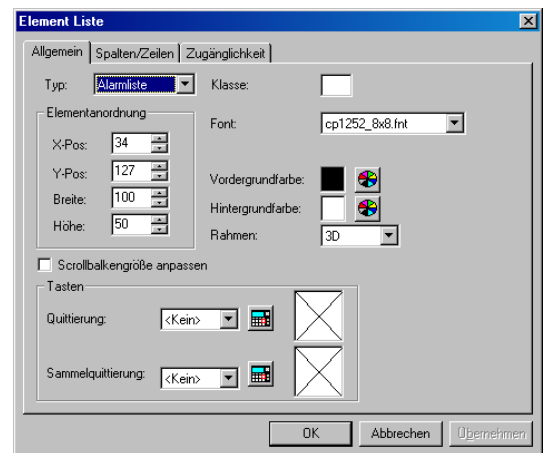 Element Liste
Allgemein Spalten/Zeilen Zugänglichkeit
Typ: Alarmliste Klasse:
Elementanordnung
Font: cp1252_8x8.fnt
X-Pos: 34
Y-Pos: 127
Vordergrundfarbe:
Breite: 100
Hintergrundfarbe:
Höhe: 50
Rahmen: 3D
Scrollbalkengröße anpassen
Tasten
Quittierung: <Kein>
Sammelquittierung: <Kein>
OK Abbrechen Übernehmen